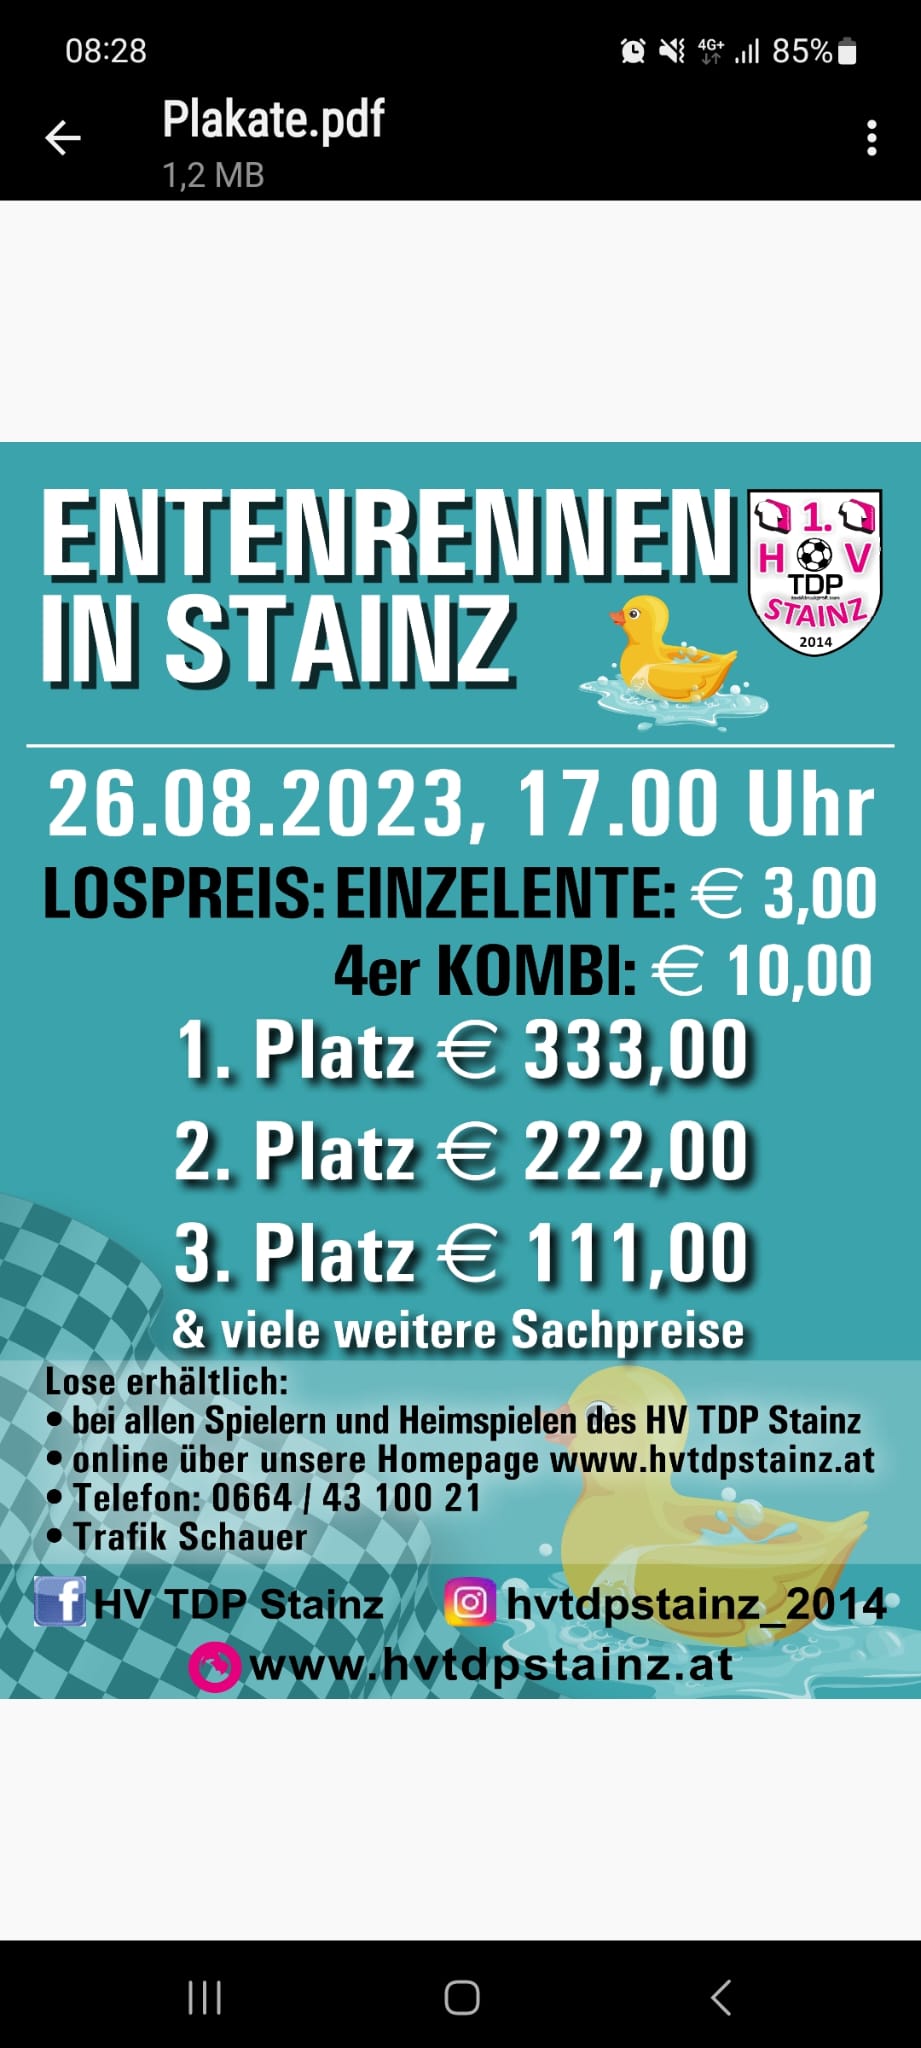 08:28
4G+ 85%
Plakate.pdf
1,2 MB
ENTENRENNEN
IN STAINZ
1.
H V
TDP
STAINZ
2014
26.08.2023, 17.00 Uhr
LOSPREIS: EINZELENTE: € 3,00
4er KOMBI: € 10,00
1. Platz € 333,00
2. Platz € 222,00
3. Platz € 111,00
& viele weitere Sachpreise
Lose erhältlich:
• bei allen Spielern und Heimspielen des HV TDP Stainz
• online über unsere Homepage www.hvtdpstainz.at
• Telefon: 0664 / 43 100 21
• Trafik Schauer
f HV TDP Stainz hvtdpstainz_2014
www.hvtdpstainz.at